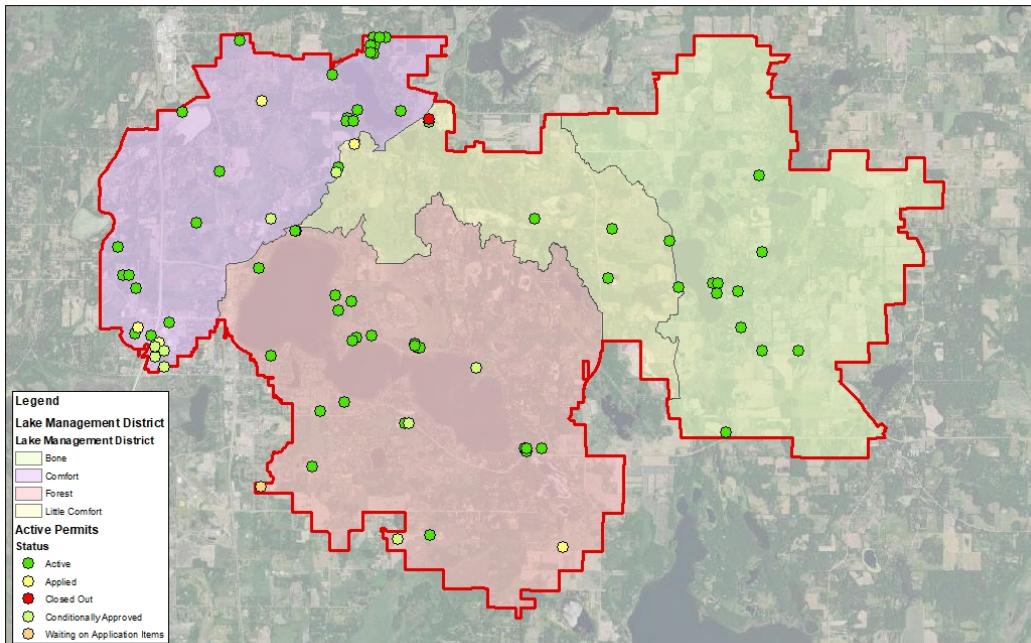 Legend
Lake Management District
Lake Management District
Bone
Comfort
Forest
Little Comfort
Active Permits
Status
Active
Applied
Closed Out
Conditionally Approved
Waiting on Application Items